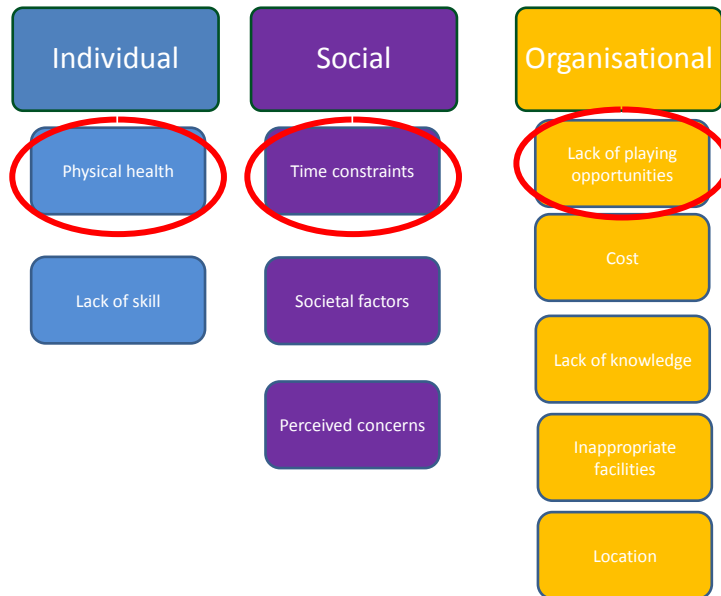 Individual
Physical health
Lack of skill
Social
Time constraints
Societal factors
Perceived concerns
Organisational
Lack of playing
opportunities
Cost
Lack of knowledge
Inappropriate
facilities
Location